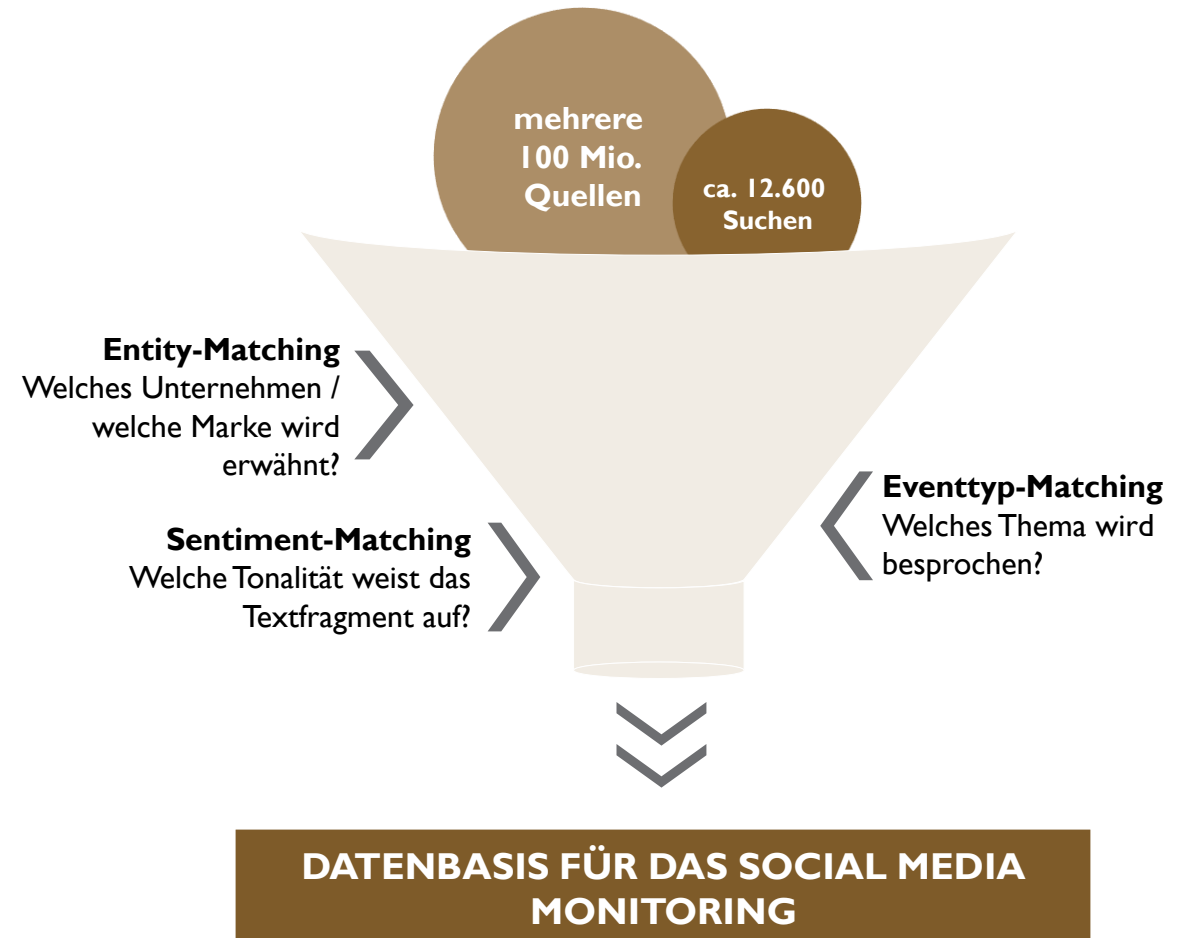 mehrere
100 Mio.
Quellen
ca. 12.600
Suchen
Entity-Matching
Welches Unternehmen /
welche Marke wird
erwähnt?
Eventtyp-Matching
Welches Thema wird
besprochen?
Sentiment-Matching
Welche Tonalität weist das
Textfragment auf?
DATENBASIS FÜR DAS SOCIAL MEDIA
MONITORING